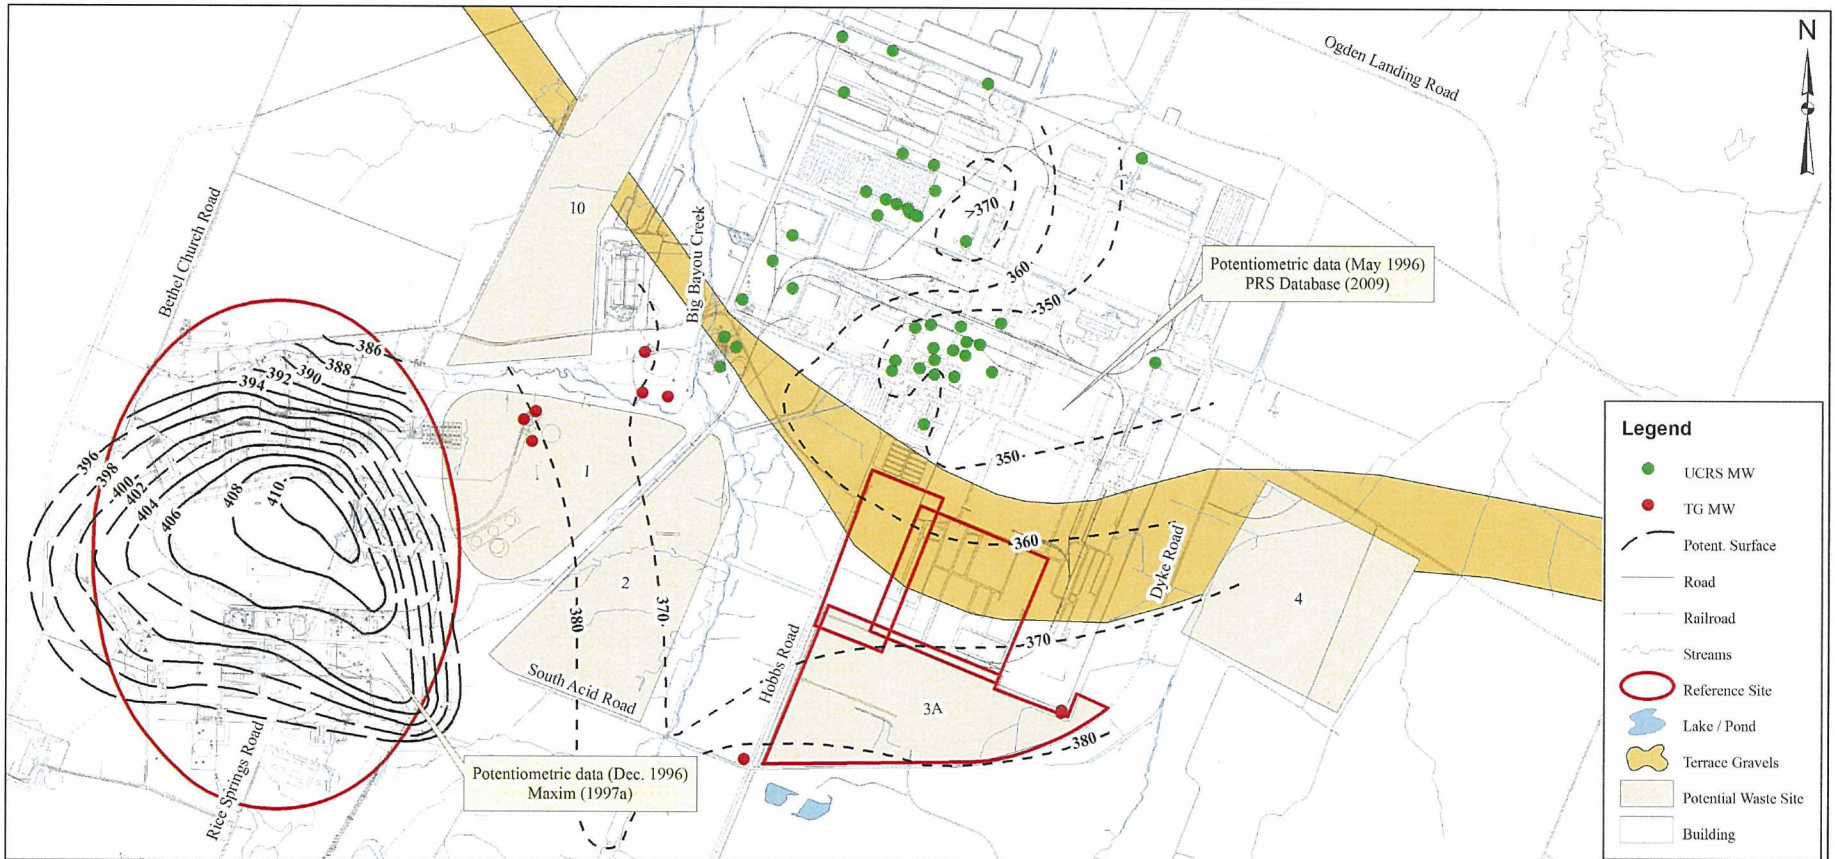 N
Ogden Landing Road
Bethel Church Road
10
Big Bayou Creek
>370
360
350
Potentiometric data (May 1996)
PRS Database (2009)
386
388
390
392
394
396
398
400
402
404
406
408
410
1
2
380
370
350
360
370
380
Dyke Road
4
Hobbs Road
3A
South Acid Road
Rice Springs Road
Potentiometric data (Dec. 1996)
Maxim (1997a)
Legend
UCRS MW
TG MW
Potent. Surface
Road
Railroad
Streams
Reference Site
Lake / Pond
Terrace Gravels
Potential Waste Site
Building